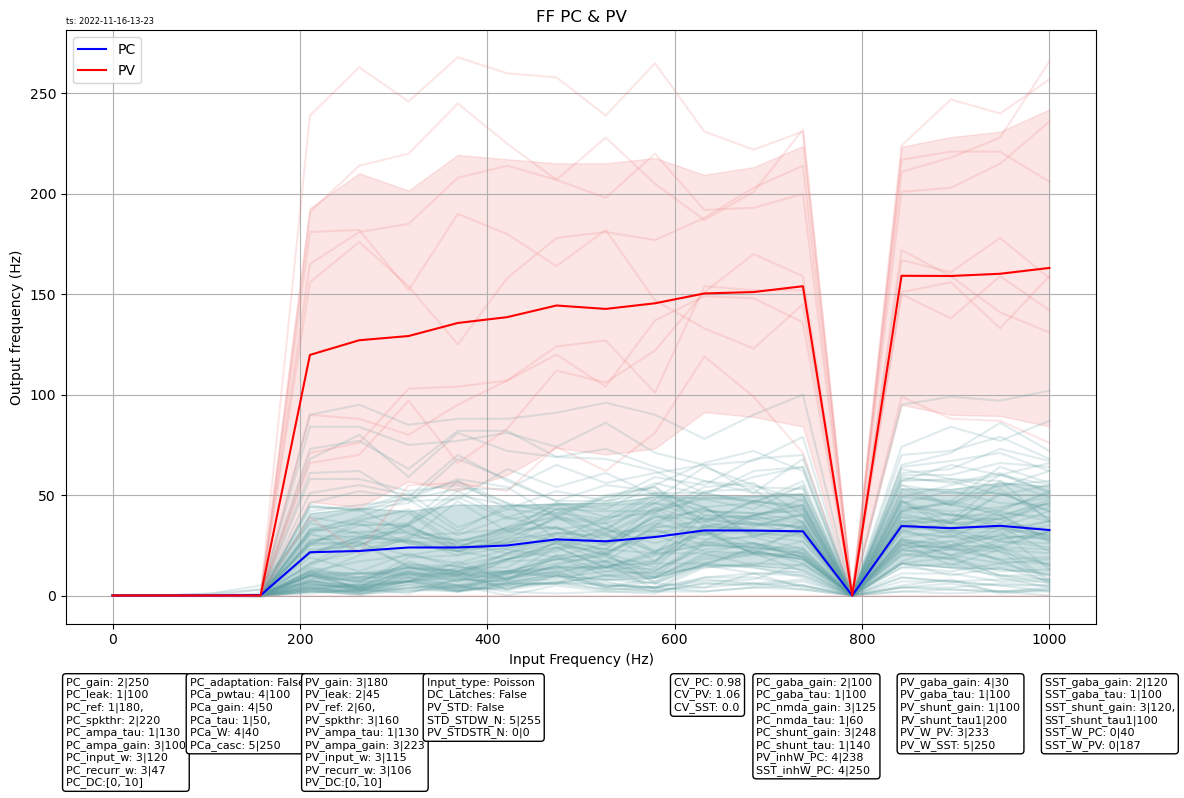 ts: 2022-11-16-13-23
FF PC & PV
PC
PV
Output frequency (Hz)
250
200
150
100
50
0
0 200 400 600 800 1000
Input Frequency (Hz)
PC_gain: 2|250
PC_leak: 1|100
PC_ref: 1|180,
PC_spkthr: 2|220
PC_ampa_tau: 1|130
PC_ampa_gain: 3|100
PC_input_w: 3|120
PC_recurr_w: 3|47
PC_DC:[0, 10]
PC_adaptation: False
PCa_pwtau: 4|100
PCa_gain: 4|50
PCa_tau: 1|50,
PCa_W: 4|40
PCa_casc: 5|250
PV_gain: 3|180
PV_leak: 2|45
PV_ref: 2|60,
PV_spkthr: 3|160
PV_ampa_tau: 1|130
PV_ampa_gain: 3|223
PV_input_w: 3|115
PV_recurr_w: 3|106
PV_DC:[0, 10]
Input_type: Poisson
DC_Latches: False
PV_STD: False
STD_STDW_N: 5|255
PV_STDSTR_N: 0|0
CV_PC: 0.98
CV_PV: 1.06
CV_SST: 0.0
PC_gaba_gain: 2|100
PC_gaba_tau: 1|100
PC_nmda_gain: 3|125
PC_nmda_tau: 1|60
PC_shunt_gain: 3|248
PC_shunt_tau: 1|140
PV_inhW_PC: 4|238
SST_inhW_PC: 4|250
PV_gaba_gain: 4|30
PV_gaba_tau: 1|100
PV_shunt_gain: 1|100
PV_shunt_tau1|200
PV_W_PV: 3|233
PV_W_SST: 5|250
SST_gaba_gain: 2|120
SST_gaba_tau: 1|100
SST_shunt_gain: 3|120,
SST_shunt_tau1|100
SST_W_PC: 0|40
SST_W_PV: 0|187